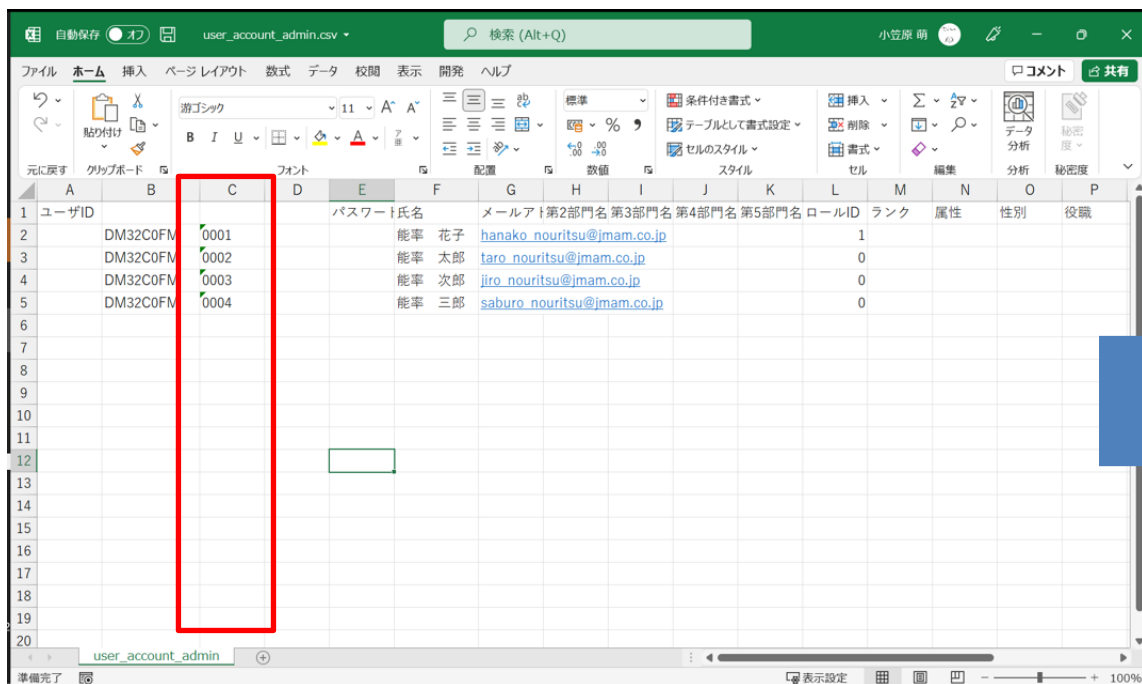 自動保存 オフ user_account_admin.csv 検索 (Alt+Q) 小笠原 萌
ファイル ホーム 挿入 ページ レイアウト 数式 データ 校閲 表示 開発 ヘルプ コメント 共有
游ゴシック 11 標準 条件付き書式 挿入
貼り付け B I U A テーブルとして書式設定 削除 データ分析 秘密度
セルのスタイル 書式
元に戻す クリップボード フォント 配置 数値 スタイル セル 編集 分析 秘密度
A B C D E F G H I J K L M N O P
1 ユーザID パスワート 氏名 メールアト 第2部門名 第3部門名 第4部門名 第5部門名 ロールID ランク 属性 性別 役職
2 DM32C0FM 0001 能率 花子 hanako_nouritsu@jmam.co.jp 1
3 DM32C0FM 0002 能率 太郎 taro_nouritsu@jmam.co.jp 0
4 DM32C0FM 0003 能率 次郎 jiro_nouritsu@jmam.co.jp 0
5 DM32C0FM 0004 能率 三郎 saburo_nouritsu@jmam.co.jp 0
6
7
8
9
10
11
12
13
14
15
16
17
18
19
20
user_account_admin
準備完了 表示設定 100%